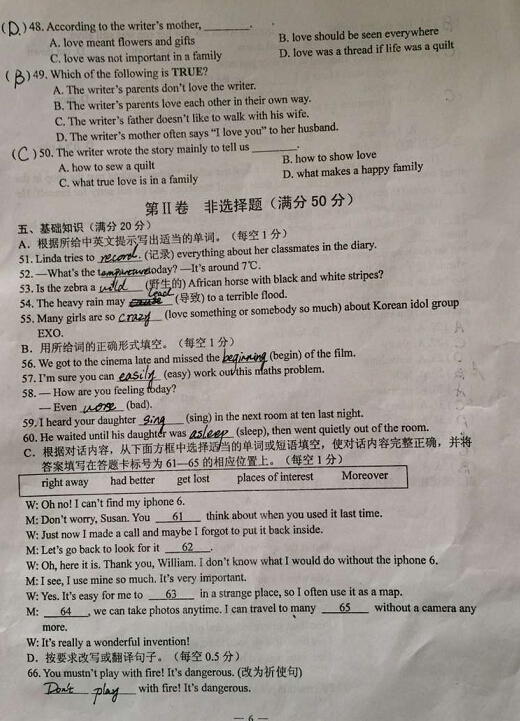 (D)48. According to the writer's mother, ________.
A. love meant flowers and gifts B. love should be seen everywhere
C. love was not important in a family D. love was a thread if life was a quilt
(B)49. Which of the following is TRUE?
A. The writer's parents don't love the writer.
B. The writer's parents love each other in their own way.
C. The writer's father doesn't like to walk with his wife.
D. The writer's mother often says "I love you" to her husband.
(C)50. The writer wrote the story mainly to tell us ________.
A. how to sew a quilt B. how to show love
C. what true love is in a family D. what makes a happy family
第Ⅱ卷 非选择题（满分 50 分）
五、基础知识（满分 20 分）
A．根据所给中英文提示写出适当的单词。（每空 1 分）
51. Linda tries to record. (记录) everything about her classmates in the diary.
52. —What's the temperature today? —It's around 7℃.
53. Is the zebra a wild (野生的) African horse with black and white stripes?
54. The heavy rain may lead (导致) to a terrible flood.
55. Many girls are so crazy (love something or somebody so much) about Korean idol group
EXO.
B．用所给词的正确形式填空。（每空 1 分）
56. We got to the cinema late and missed the beginning (begin) of the film.
57. I'm sure you can easily (easy) work out this maths problem.
58. — How are you feeling today?
— Even worse (bad).
59. I heard your daughter sing (sing) in the next room at ten last night.
60. He waited until his daughter was asleep (sleep), then went quietly out of the room.
C．根据对话内容，从下面方框中选择适当的单词或短语填空，使对话内容完整正确，并将
答案填写在答题卡标号为 61—65 的相应位置上。（每空 1 分）
right away had better get lost places of interest Moreover
W: Oh no! I can't find my iphone 6.
M: Don't worry, Susan. You 61 think about when you used it last time.
W: Just now I made a call and maybe I forgot to put it back inside.
M: Let's go back to look for it 62 .
W: Oh, here it is. Thank you, William. I don't know what I would do without the iphone 6.
M: I see, I use mine so much. It's very important.
W: Yes. It's easy for me to 63 in a strange place, so I often use it as a map.
M: 64 , we can take photos anytime. I can travel to many 65 without a camera any
more.
W: It's really a wonderful invention!
D．按要求改写或翻译句子。（每空 0.5 分）
66. You mustn't play with fire! It's dangerous. (改为祈使句)
Don't play with fire! It's dangerous.
— 6 —